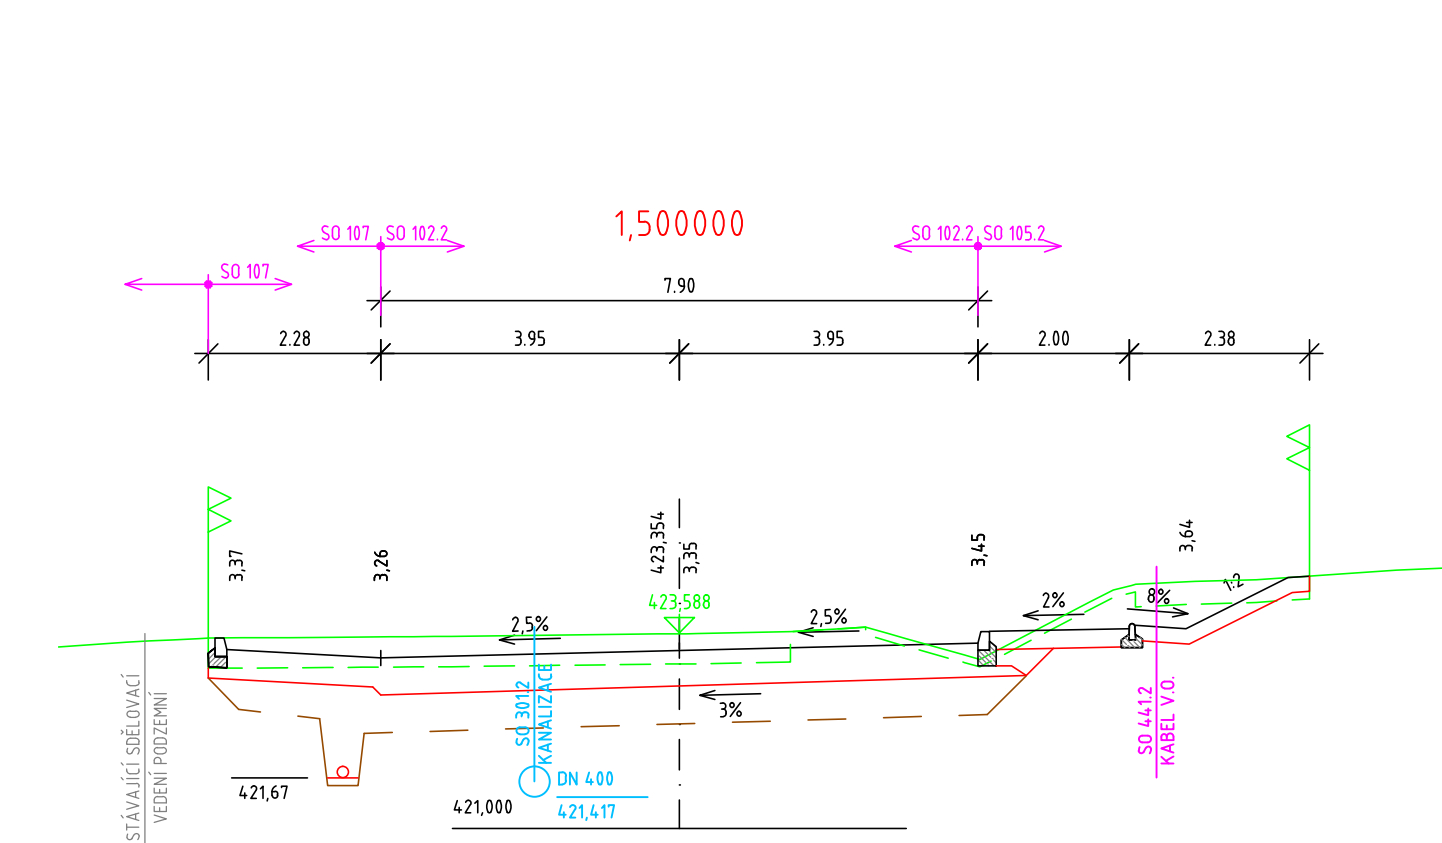 1,500000
SO 107
SO 102.2
SO 102.2
SO 105.2
SO 107
7.90
2.28
3.95
3.95
2.00
2.38
3,37
3,26
423,354
3,35
3,45
3,64
423,588
2,5%
2,5%
2%
8%
1:2
3%
SO 301.2
KANALIZACE
SO 441.2
KABEL V.O.
STÁVAJÍCÍ SDĚLOVACÍ
VEDENÍ PODZEMNÍ
421,67
DN 400
421,417
421,000